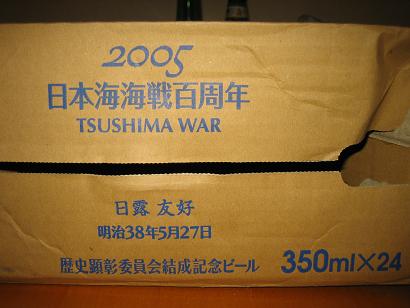 2005
日本海海戦百周年
TSUSHIMA WAR
日露 友好
明治38年5月27日
歴史顕彰委員会結成記念ビール 350ml×24